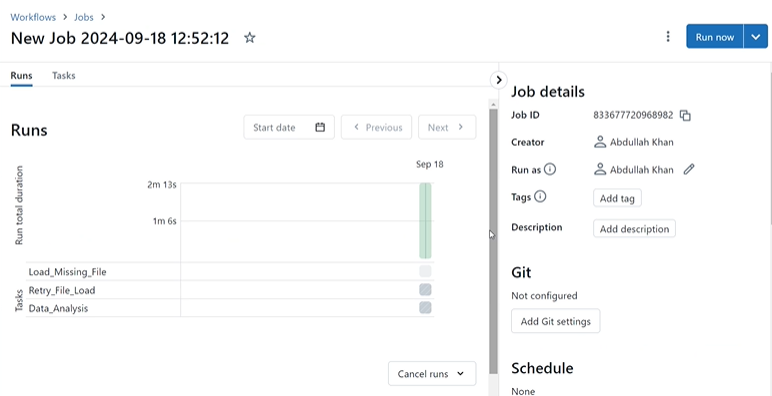 Workflows > Jobs >
New Job 2024-09-18 12:52:12
Run now
Runs Tasks
Runs
Start date
Previous
Next
Sep 18
Run total duration
2m 13s
1m 6s
Tasks
Load_Missing_File
Retry_File_Load
Data_Analysis
Cancel runs
Job details
Job ID 833677720968982
Creator Abdullah Khan
Run as Abdullah Khan
Tags Add tag
Description Add description
Git
Not configured
Add Git settings
Schedule
None